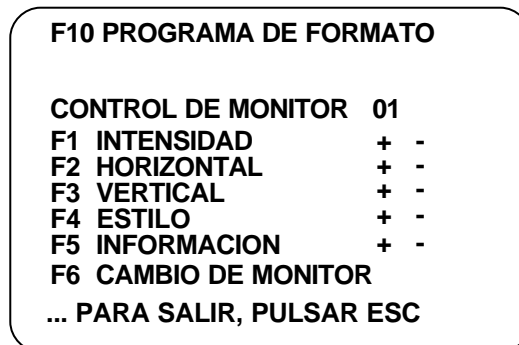 F10 PROGRAMA DE FORMATO
CONTROL DE MONITOR 01
F1 INTENSIDAD + -
F2 HORIZONTAL + -
F3 VERTICAL + -
F4 ESTILO + -
F5 INFORMACION + -
F6 CAMBIO DE MONITOR
... PARA SALIR, PULSAR ESC